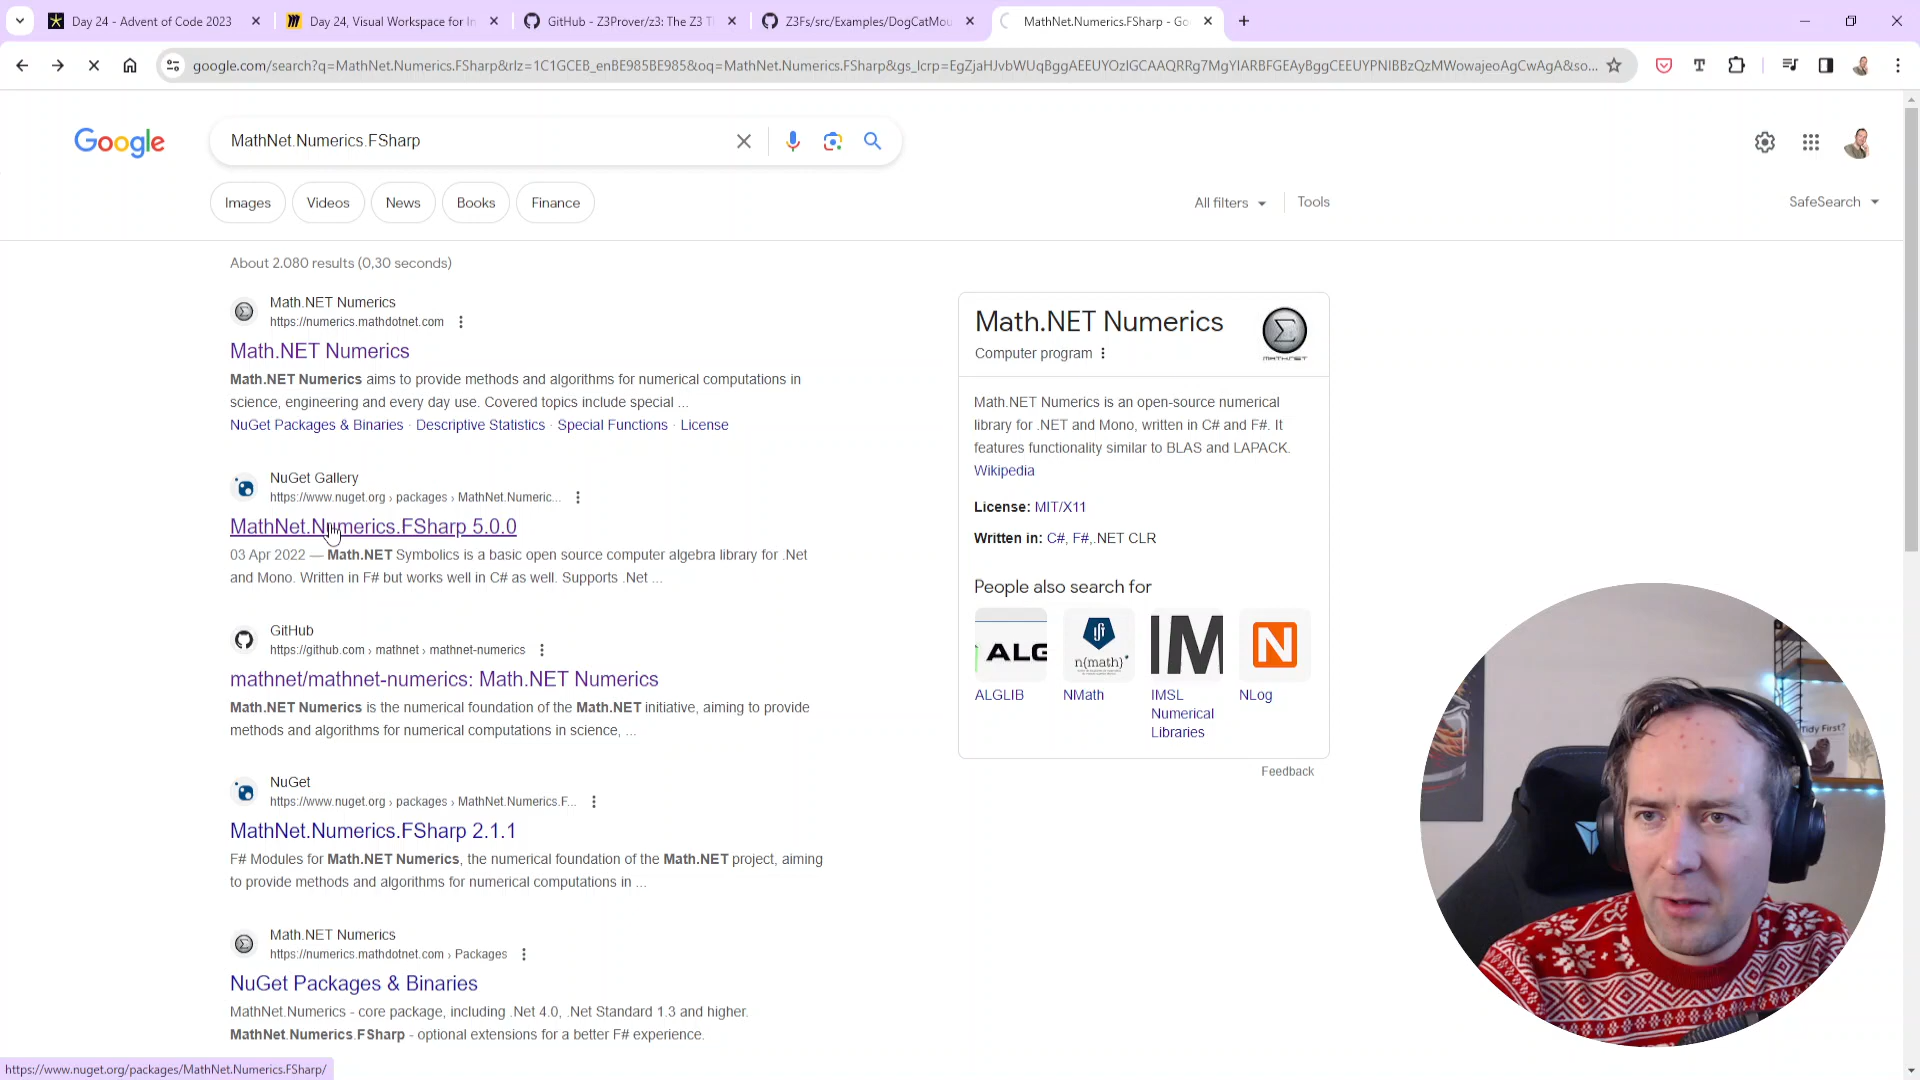 Day 24 - Advent of Code 2023
Day 24, Visual Workspace for In
GitHub - Z3Prover/z3: The Z3 T
Z3Fs/src/Examples/DogCatMou
MathNet.Numerics.FSharp - Go
google.com/search?q=MathNet.Numerics.FSharp&rlz=1C1GCEB_enBE985BE985&oq=MathNet.Numerics.FSharp&gs_lcrp=EgZjaHJvbWUqBggAEEUYOzIGCAAQRRg7MgYIARBFGEAyBggCEEUYPNIBBzQzMWowajeoAgCwAgA&so...
Google
MathNet.Numerics.FSharp
Images
Videos
News
Books
Finance
All filters
Tools
SafeSearch
About 2.080 results (0,30 seconds)
Math.NET Numerics
https://numerics.mathdotnet.com
Math.NET Numerics
Math.NET Numerics aims to provide methods and algorithms for numerical computations in
science, engineering and every day use. Covered topics include special ...
NuGet Packages & Binaries · Descriptive Statistics · Special Functions · License
NuGet Gallery
https://www.nuget.org › packages › MathNet.Numeric...
MathNet.Numerics.FSharp 5.0.0
03 Apr 2022 — Math.NET Symbolics is a basic open source computer algebra library for .Net
and Mono. Written in F# but works well in C# as well. Supports .Net ...
GitHub
https://github.com › mathnet › mathnet-numerics
mathnet/mathnet-numerics: Math.NET Numerics
Math.NET Numerics is the numerical foundation of the Math.NET initiative, aiming to provide
methods and algorithms for numerical computations in science, ...
NuGet
https://www.nuget.org › packages › MathNet.Numerics.F...
MathNet.Numerics.FSharp 2.1.1
F# Modules for Math.NET Numerics, the numerical foundation of the Math.NET project, aiming
to provide methods and algorithms for numerical computations in ...
Math.NET Numerics
https://numerics.mathdotnet.com › Packages
NuGet Packages & Binaries
MathNet.Numerics - core package, including .Net 4.0, .Net Standard 1.3 and higher.
MathNet.Numerics.FSharp - optional extensions for a better F# experience.
https://www.nuget.org/packages/MathNet.Numerics.FSharp/
Math.NET Numerics
Computer program
MATH.NET
Math.NET Numerics is an open-source numerical
library for .NET and Mono, written in C# and F#. It
features functionality similar to BLAS and LAPACK.
Wikipedia
License: MIT/X11
Written in: C#, F#,.NET CLR
People also search for
ALG
n(math)
IM
N
ALGLIB
NMath
IMSL
Numerical
Libraries
NLog
Feedback
Tidy First?